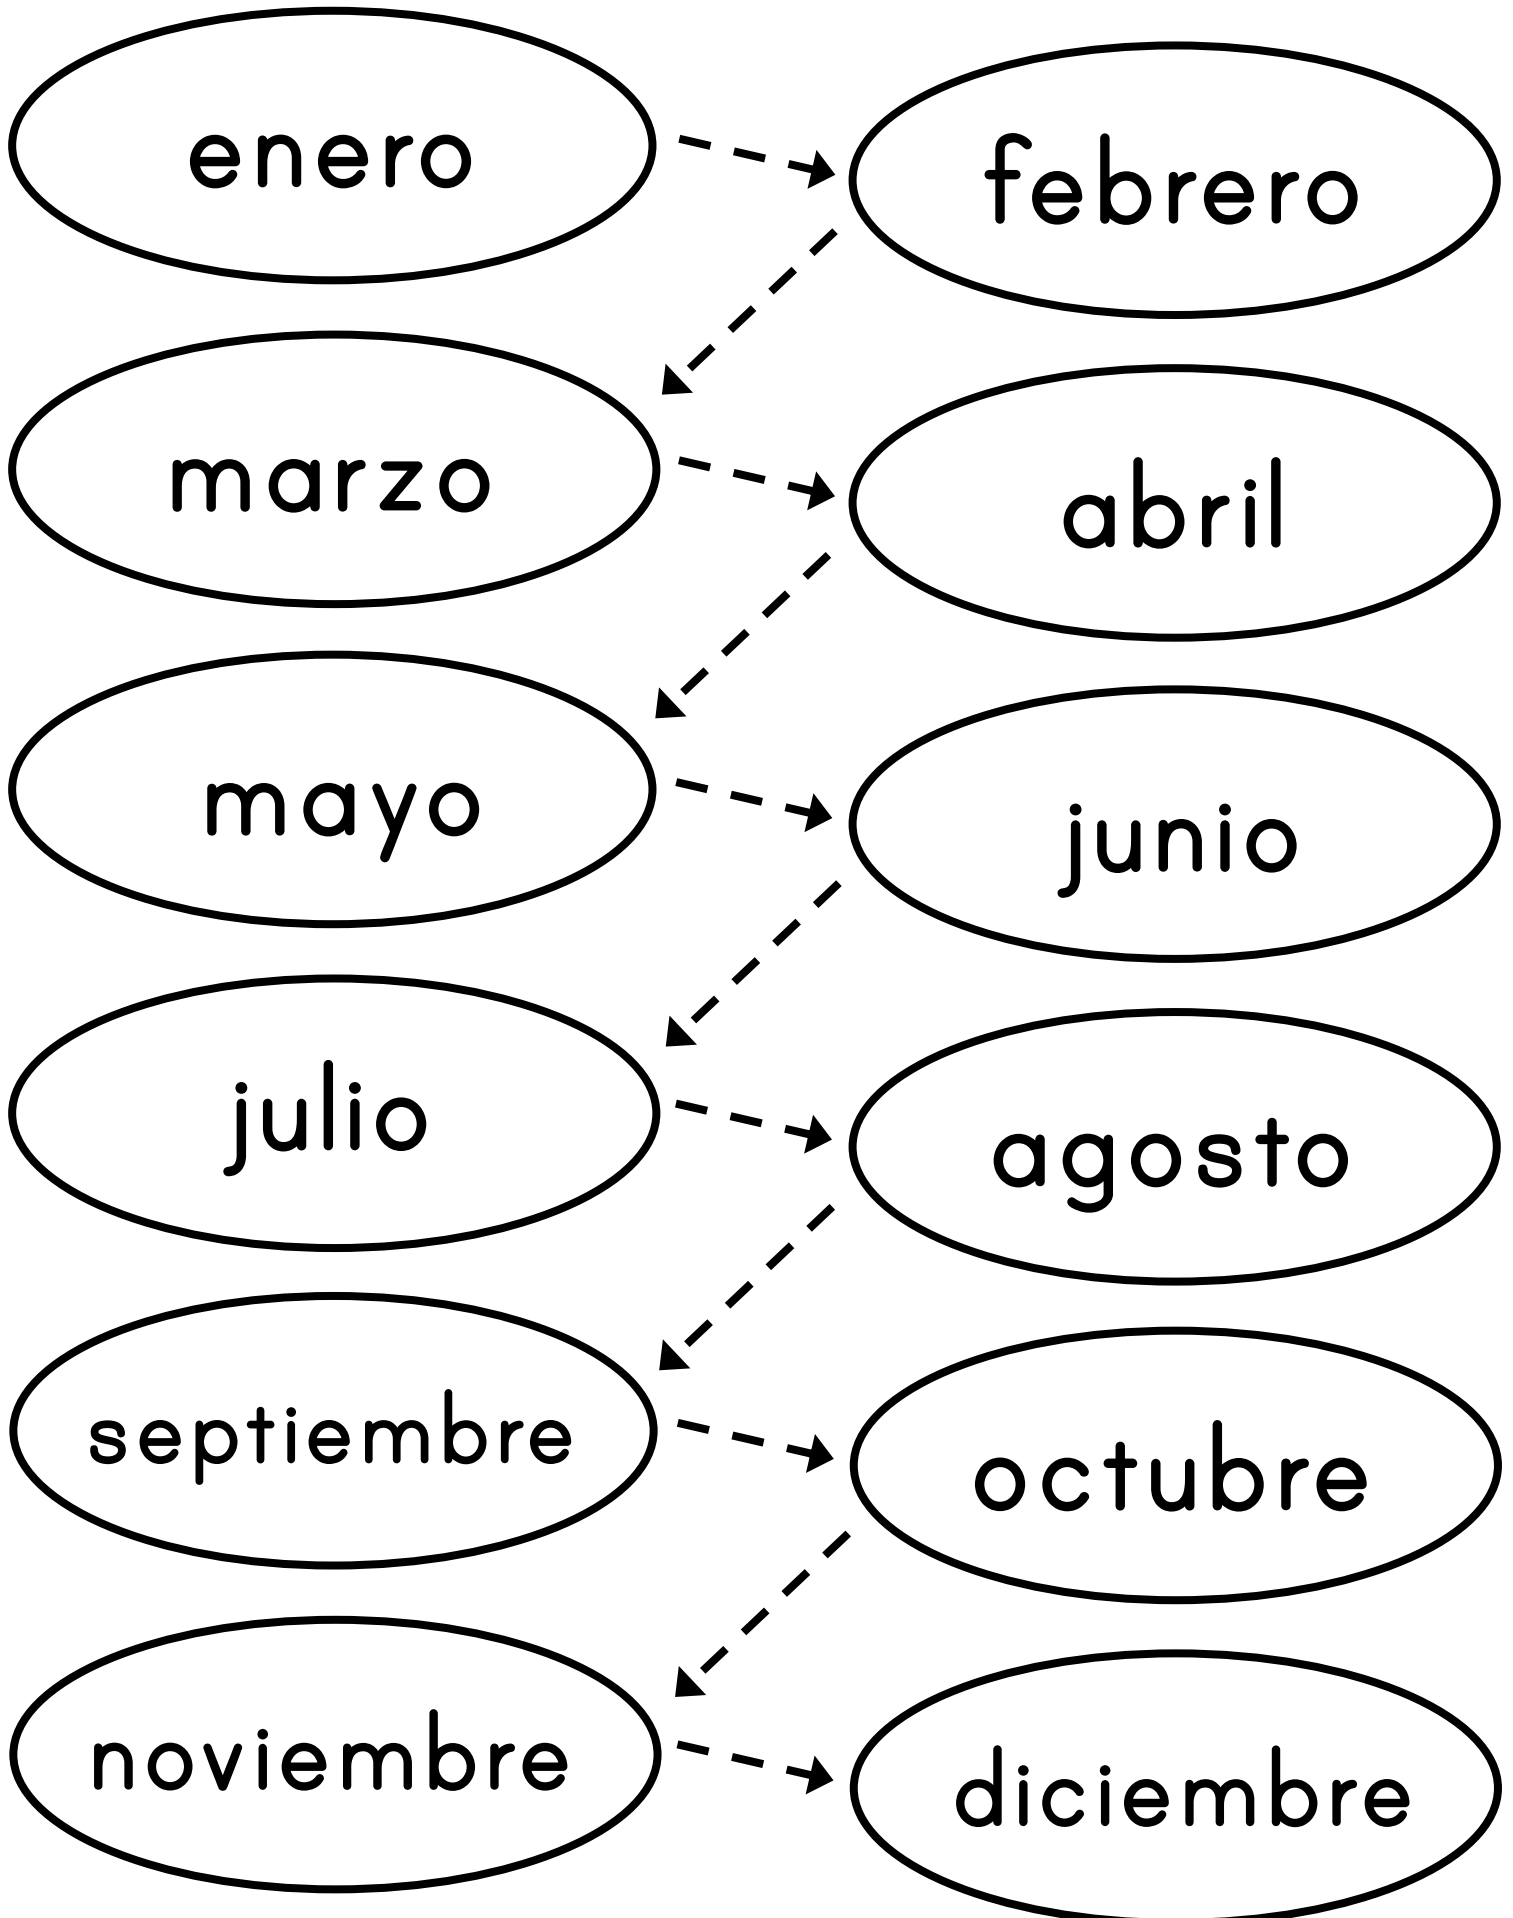 enero
febrero
marzo
abril
mayo
junio
julio
agosto
septiembre
octubre
noviembre
diciembre